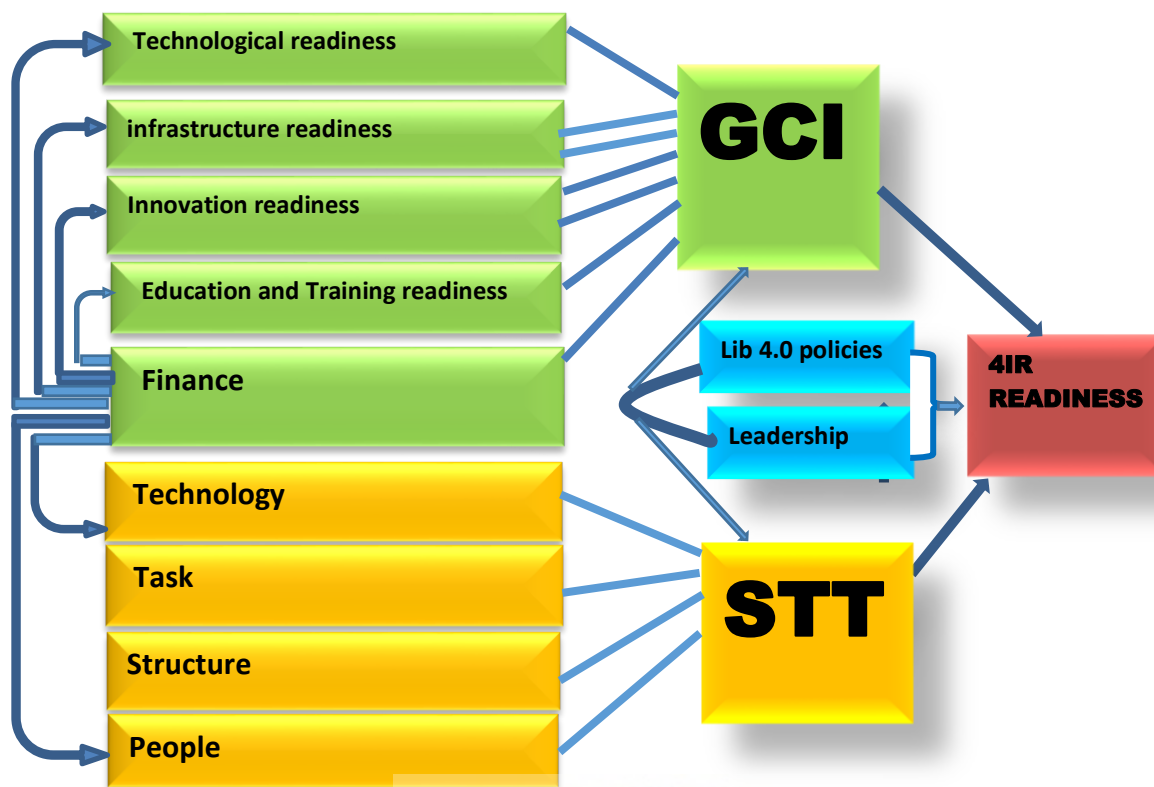 Technological readiness
infrastructure readiness
Innovation readiness
Education and Training readiness
Finance
Technology
Task
Structure
People
GCI
Lib 4.0 policies
Leadership
STT
4IR
READINESS